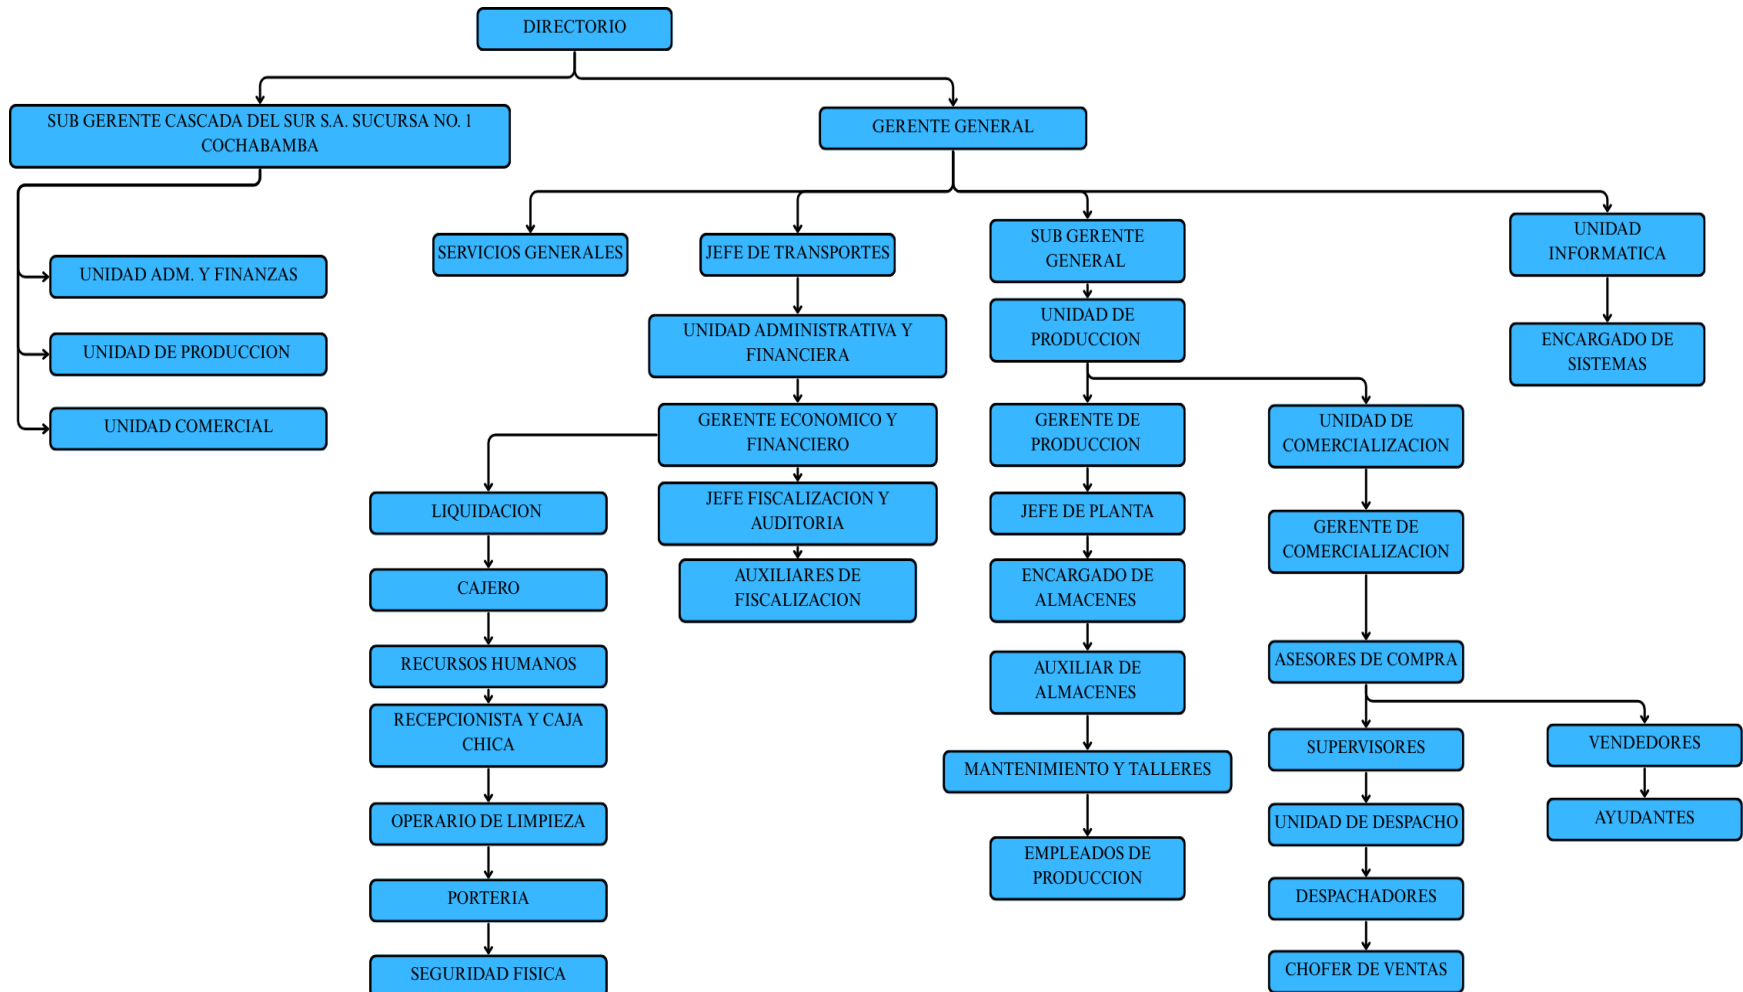 DIRECTORIO
SUB GERENTE CASCADA DEL SUR S.A. SUCURSA NO. 1
COCHABAMBA
GERENTE GENERAL
UNIDAD ADM. Y FINANZAS
UNIDAD DE PRODUCCION
UNIDAD COMERCIAL
SERVICIOS GENERALES
JEFE DE TRANSPORTES
UNIDAD ADMINISTRATIVA Y
FINANCIERA
GERENTE ECONOMICO Y
FINANCIERO
LIQUIDACION
CAJERO
RECURSOS HUMANOS
RECEPCIONISTA Y CAJA
CHICA
OPERARIO DE LIMPIEZA
PORTERIA
SEGURIDAD FISICA
JEFE FISCALIZACION Y
AUDITORIA
AUXILIARES DE
FISCALIZACION
SUB GERENTE
GENERAL
UNIDAD DE
PRODUCCION
GERENTE DE
PRODUCCION
JEFE DE PLANTA
ENCARGADO DE
ALMACENES
AUXILIAR DE
ALMACENES
MANTENIMIENTO Y TALLERES
EMPLEADOS DE
PRODUCCION
UNIDAD DE
COMERCIALIZACION
GERENTE DE
COMERCIALIZACION
ASESORES DE COMPRA
SUPERVISORES
UNIDAD DE DESPACHO
DESPACHADORES
CHOFER DE VENTAS
VENDEDORES
AYUDANTES
UNIDAD
INFORMATICA
ENCARGADO DE
SISTEMAS